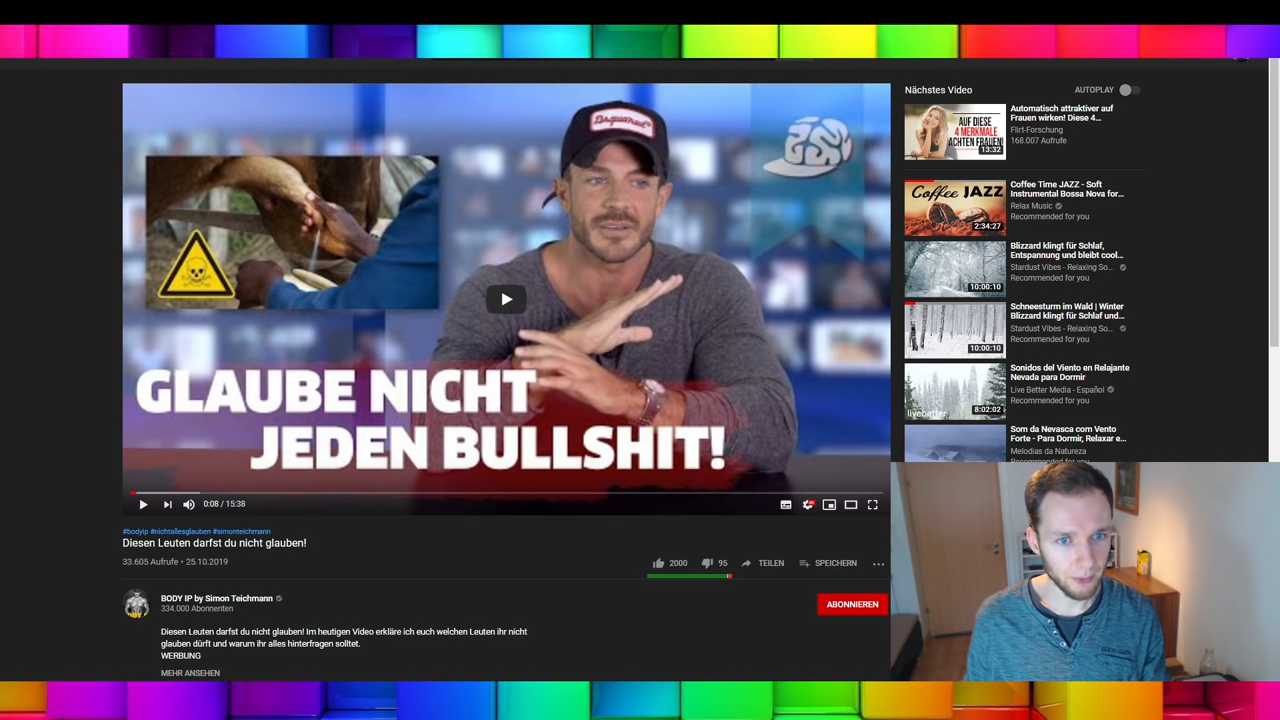 Dsquared2
GLAUBE NICHT
JEDEN BULLSHIT!
0:08 / 15:38
#bodyip #nichtallesglauben #simonteichmann
Diesen Leuten darfst du nicht glauben!
33.605 Aufrufe • 25.10.2019
2000
95
TEILEN
SPEICHERN
BODY IP by Simon Teichmann
334.000 Abonnenten
ABONNIEREN
Diesen Leuten darfst du nicht glauben! Im heutigen Video erkläre ich euch welchen Leuten ihr nicht
glauben dürft und warum ihr alles hinterfragen solltet.
WERBUNG
MEHR ANSEHEN
Nächstes Video
AUTOPLAY
AUF DIESE
4 MERKMALE
ACHTEN FRAUEN!
13:32
Automatisch attraktiver auf
Frauen wirken! Diese 4...
Flirt-Forschung
168.007 Aufrufe
Coffee JAZZ
2:34:27
Coffee Time JAZZ - Soft
Instrumental Bossa Nova for...
Relax Music
Recommended for you
10:00:10
Blizzard klingt für Schlaf,
Entspannung und bleibt cool...
Stardust Vibes - Relaxing So...
Recommended for you
10:00:10
Schneesturm im Wald | Winter
Blizzard klingt für Schlaf und...
Stardust Vibes - Relaxing So...
Recommended for you
livebetter
8:02:02
Sonidos del Viento en Relajante
Nevada para Dormir
Live Better Media - Español
Recommended for you
Som da Nevasca com Vento
Forte - Para Dormir, Relaxar e...
Melodias da Natureza
Recommended for you